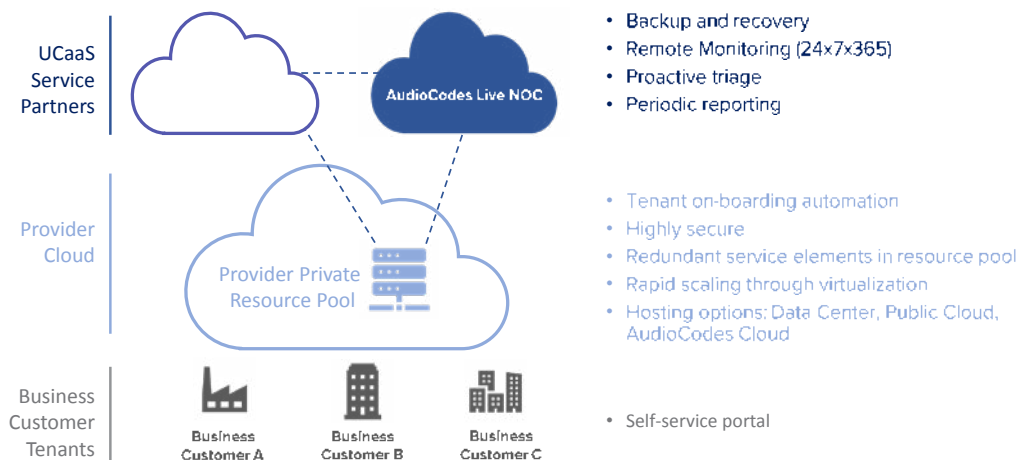 UCaaS
Service
Partners
AudioCodes Live NOC
• Backup and recovery
• Remote Monitoring (24x7x365)
• Proactive triage
• Periodic reporting
Provider
Cloud
Provider Private
Resource Pool
• Tenant on-boarding automation
• Highly secure
• Redundant service elements in resource pool
• Rapid scaling through virtualization
• Hosting options: Data Center, Public Cloud,
AudioCodes Cloud
Business
Customer
Tenants
Business
Customer A
Business
Customer B
Business
Customer C
• Self-service portal